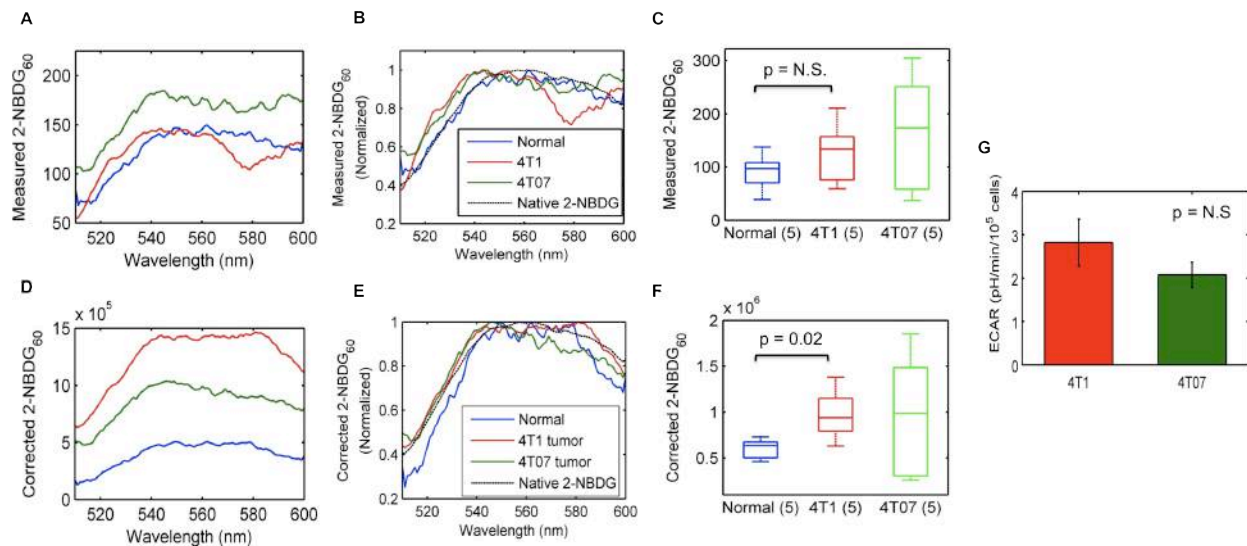 A
Measured 2-NBDG60
200
150
100
50
520 540 560 580 600
Wavelength (nm)
B
Measured 2-NBDG60
(Normalized)
1
0.8
0.6
0.4
0.2
Normal
4T1
4T07
Native 2-NBDG
520 540 560 580 600
Wavelength (nm)
C
Measured 2-NBDG60
300
200
100
0
p = N.S.
Normal (5) 4T1 (5) 4T07 (5)
D
x 10^5
Corrected 2-NBDG60
15
10
5
0
520 540 560 580 600
Wavelength (nm)
E
Corrected 2-NBDG60
(Normalized)
1
0.8
0.6
0.4
0.2
Normal
4T1 tumor
4T07 tumor
Native 2-NBDG
520 540 560 580 600
Wavelength (nm)
F
x 10^6
Corrected 2-NBDG60
2
1.5
1
0.5
p = 0.02
Normal (5) 4T1 (5) 4T07 (5)
G
ECAR (pH/min/10^5 cells)
4
3
2
1
0
p = N.S
4T1 4T07